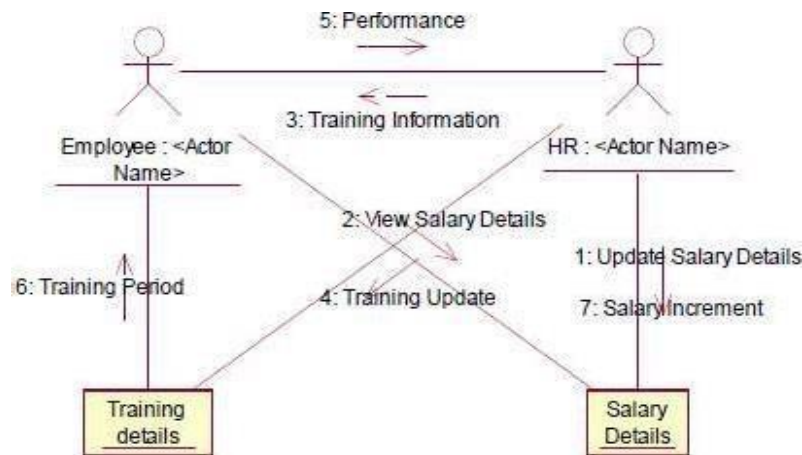 5: Performance
3: Training Information
Employee : <Actor
Name>
HR : <Actor Name>
2: View Salary Details
1: Update Salary Details
6: Training Period
4: Training Update
7: Salary Increment
Training
details
Salary
Details